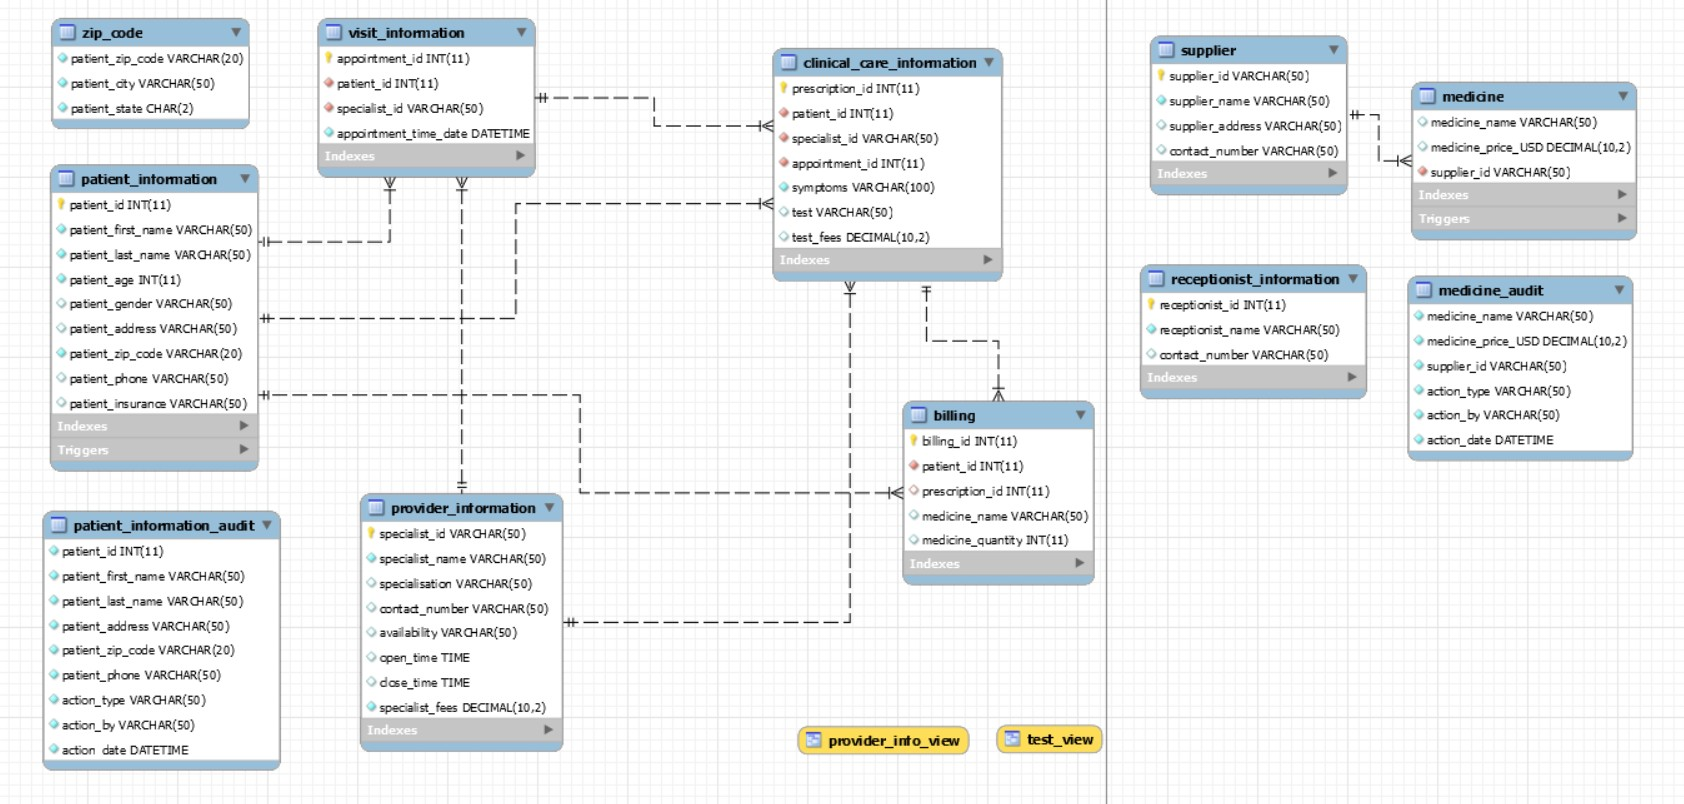 zip_code
patient_zip_code VARCHAR(20)
patient_city VARCHAR(50)
patient_state CHAR(2)
visit_information
appointment_id INT(11)
patient_id INT(11)
specialist_id VARCHAR(50)
appointment_time_date DATETIME
Indexes
clinical_care_information
prescription_id INT(11)
patient_id INT(11)
specialist_id VARCHAR(50)
appointment_id INT(11)
symptoms VARCHAR(100)
test VARCHAR(50)
test_fees DECIMAL(10,2)
Indexes
supplier
supplier_id VARCHAR(50)
supplier_name VARCHAR(50)
supplier_address VARCHAR(50)
contact_number VARCHAR(50)
Indexes
medicine
medicine_name VARCHAR(50)
medicine_price_USD DECIMAL(10,2)
supplier_id VARCHAR(50)
Indexes
Triggers
patient_information
patient_id INT(11)
patient_first_name VARCHAR(50)
patient_last_name VARCHAR(50)
patient_age INT(11)
patient_gender VARCHAR(50)
patient_address VARCHAR(50)
patient_zip_code VARCHAR(20)
patient_phone VARCHAR(50)
patient_insurance VARCHAR(50)
Indexes
Triggers
receptionist_information
receptionist_id INT(11)
receptionist_name VARCHAR(50)
contact_number VARCHAR(50)
Indexes
medicine_audit
medicine_name VARCHAR(50)
medicine_price_USD DECIMAL(10,2)
supplier_id VARCHAR(50)
action_type VARCHAR(50)
action_by VARCHAR(50)
action_date DATETIME
billing
billing_id INT(11)
patient_id INT(11)
prescription_id INT(11)
medicine_name VARCHAR(50)
medicine_quantity INT(11)
Indexes
patient_information_audit
patient_id INT(11)
patient_first_name VARCHAR(50)
patient_last_name VARCHAR(50)
patient_address VARCHAR(50)
patient_zip_code VARCHAR(20)
patient_phone VARCHAR(50)
action_type VARCHAR(50)
action_by VARCHAR(50)
action_date DATETIME
provider_information
specialist_id VARCHAR(50)
specialist_name VARCHAR(50)
specialisation VARCHAR(50)
contact_number VARCHAR(50)
availability VARCHAR(50)
open_time TIME
close_time TIME
specialist_fees DECIMAL(10,2)
Indexes
provider_info_view
test_view